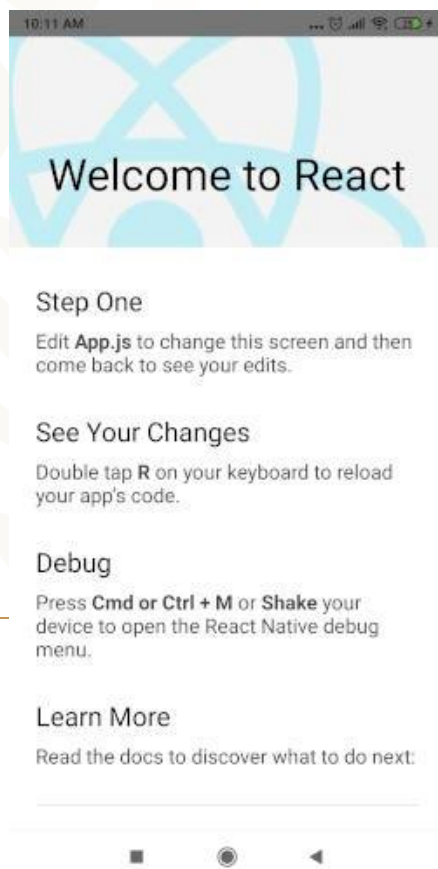 10:11 AM
Welcome to React
Step One
Edit App.js to change this screen and then
come back to see your edits.
See Your Changes
Double tap R on your keyboard to reload
your app's code.
Debug
Press Cmd or Ctrl + M or Shake your
device to open the React Native debug
menu.
Learn More
Read the docs to discover what to do next: